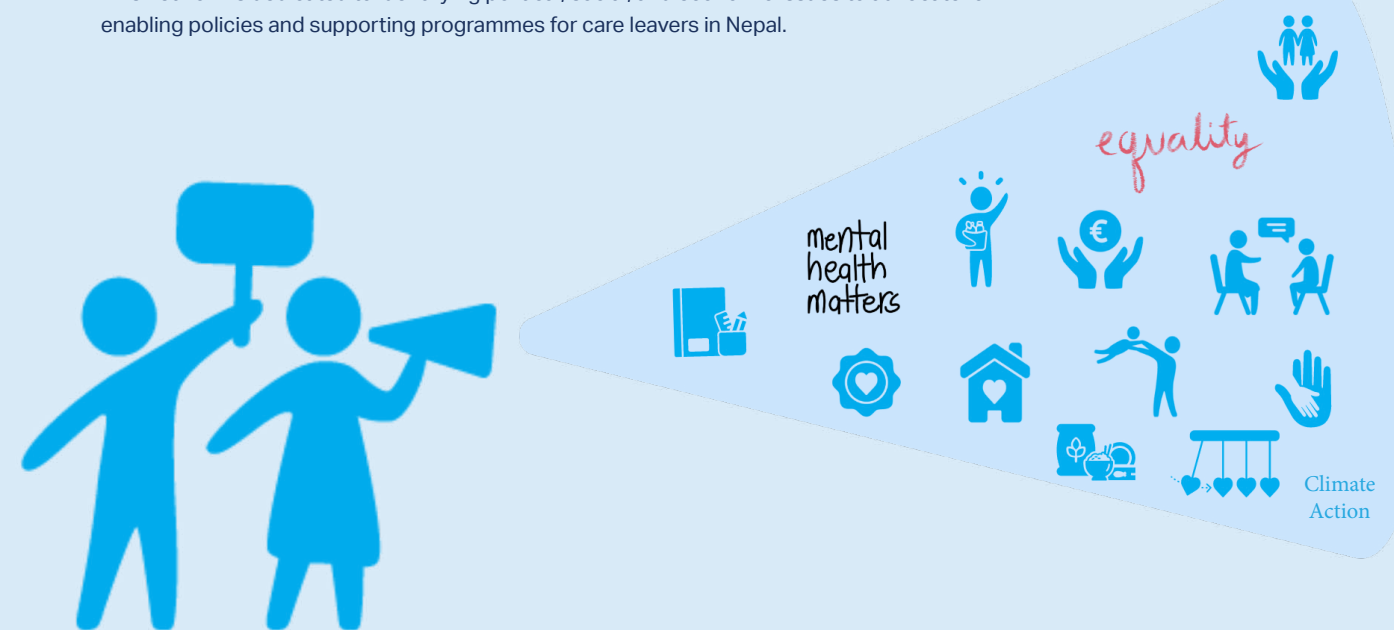 enabling policies and supporting programmes for care leavers in Nepal.
equality
mental
health
matters
€
Climate
Action